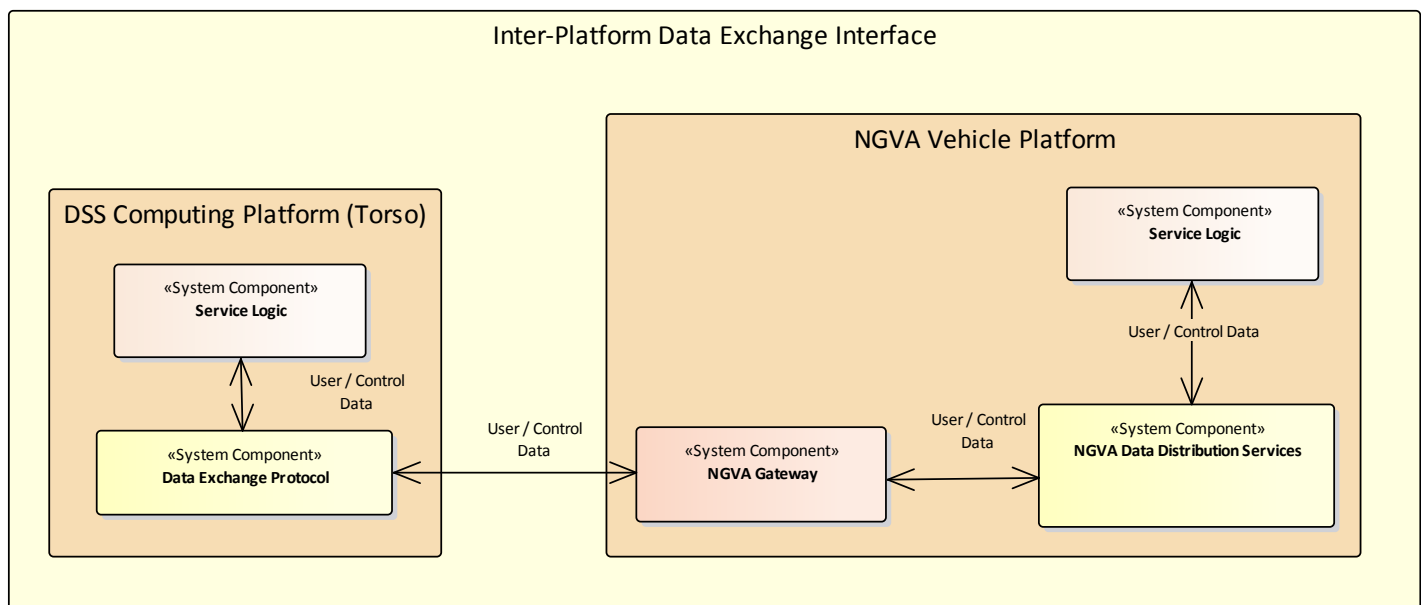 Inter-Platform Data Exchange Interface
DSS Computing Platform (Torso)
«System Component»
Service Logic
User / Control
Data
«System Component»
Data Exchange Protocol
User / Control
Data
NGVA Vehicle Platform
«System Component»
Service Logic
User / Control Data
«System Component»
NGVA Gateway
User / Control
Data
«System Component»
NGVA Data Distribution Services